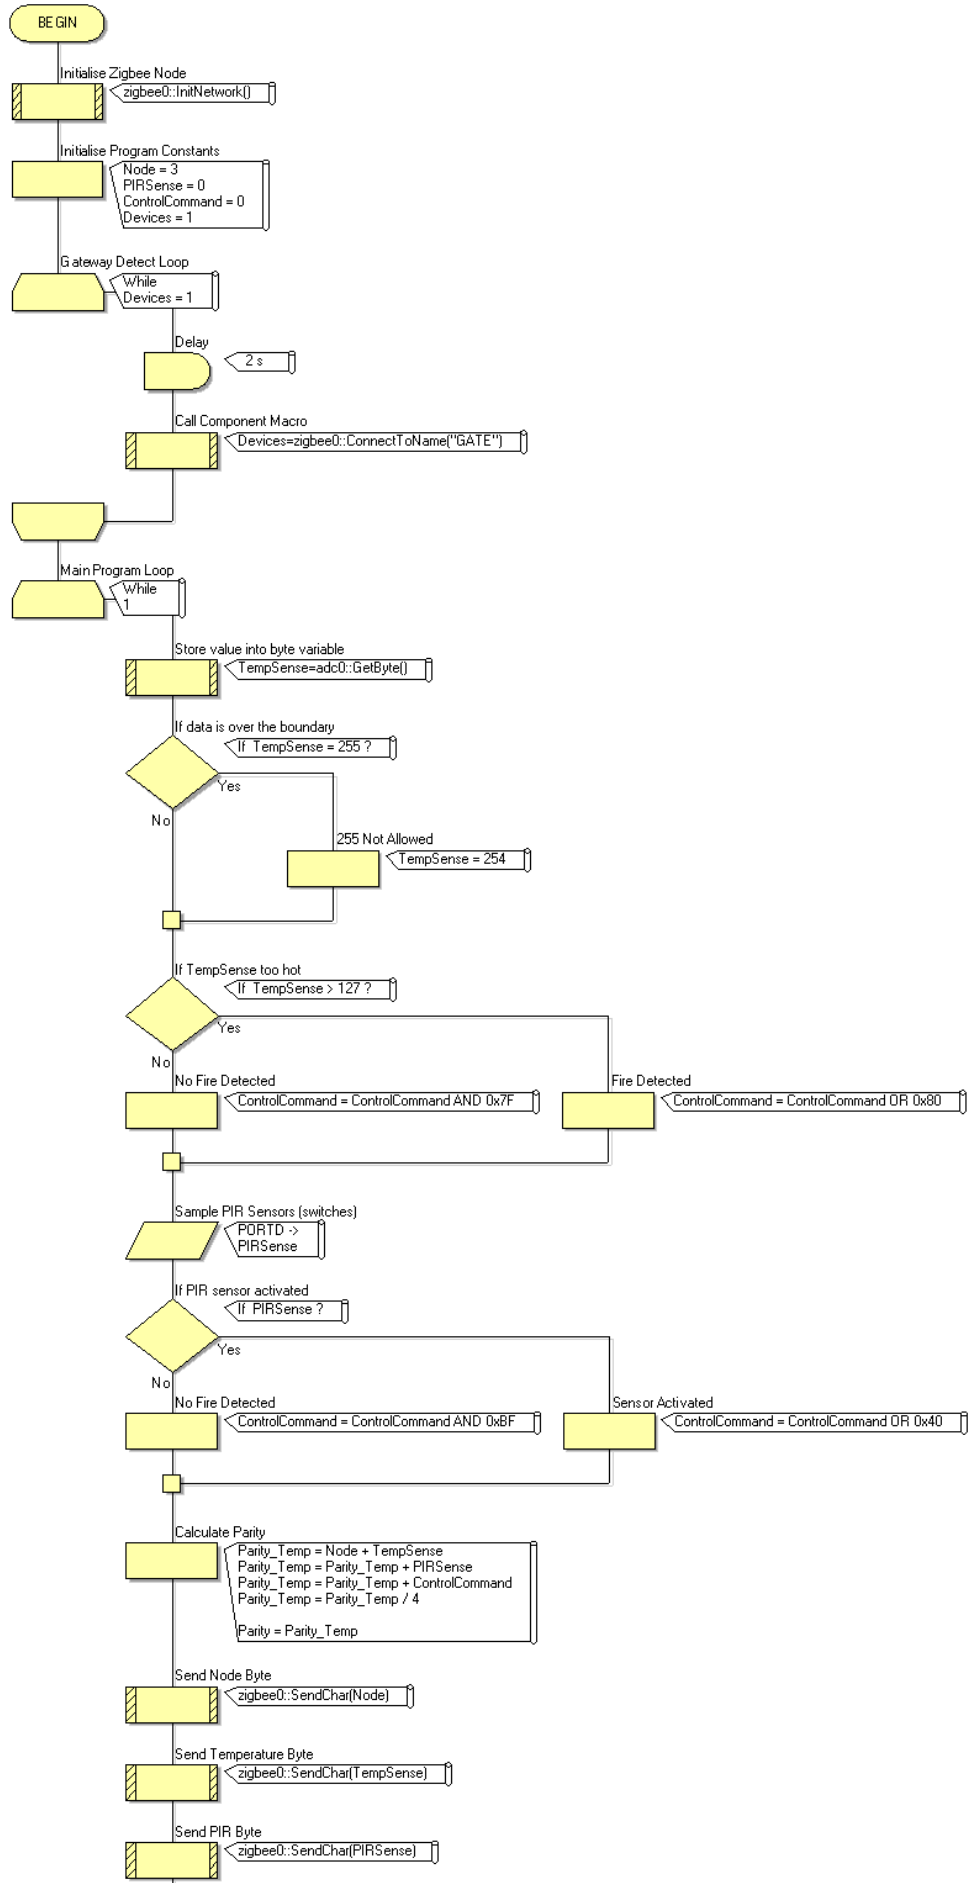 BEGIN
Initialise Zigbee Node
zigbee0::InitNetwork()
Initialise Program Constants
Node = 3
PIRSense = 0
ControlCommand = 0
Devices = 1
Gateway Detect Loop
While
Devices = 1
Delay
2 s
Call Component Macro
Devices=zigbee0::ConnectToName("GATE")
Main Program Loop
While
1
Store value into byte variable
TempSense=adc0::GetByte()
If data is over the boundary
If TempSense = 255 ?
Yes
No
255 Not Allowed
TempSense = 254
If TempSense too hot
If TempSense > 127 ?
Yes
No
No Fire Detected
ControlCommand = ControlCommand AND 0x7F
Fire Detected
ControlCommand = ControlCommand OR 0x80
Sample PIR Sensors (switches)
PORTD ->
PIRSense
If PIR sensor activated
If PIRSense ?
Yes
No
No Fire Detected
ControlCommand = ControlCommand AND 0xBF
Sensor Activated
ControlCommand = ControlCommand OR 0x40
Calculate Parity
Parity_Temp = Node + TempSense
Parity_Temp = Parity_Temp + PIRSense
Parity_Temp = Parity_Temp + ControlCommand
Parity_Temp = Parity_Temp / 4
Parity = Parity_Temp
Send Node Byte
zigbee0::SendChar(Node)
Send Temperature Byte
zigbee0::SendChar(TempSense)
Send PIR Byte
zigbee0::SendChar(PIRSense)